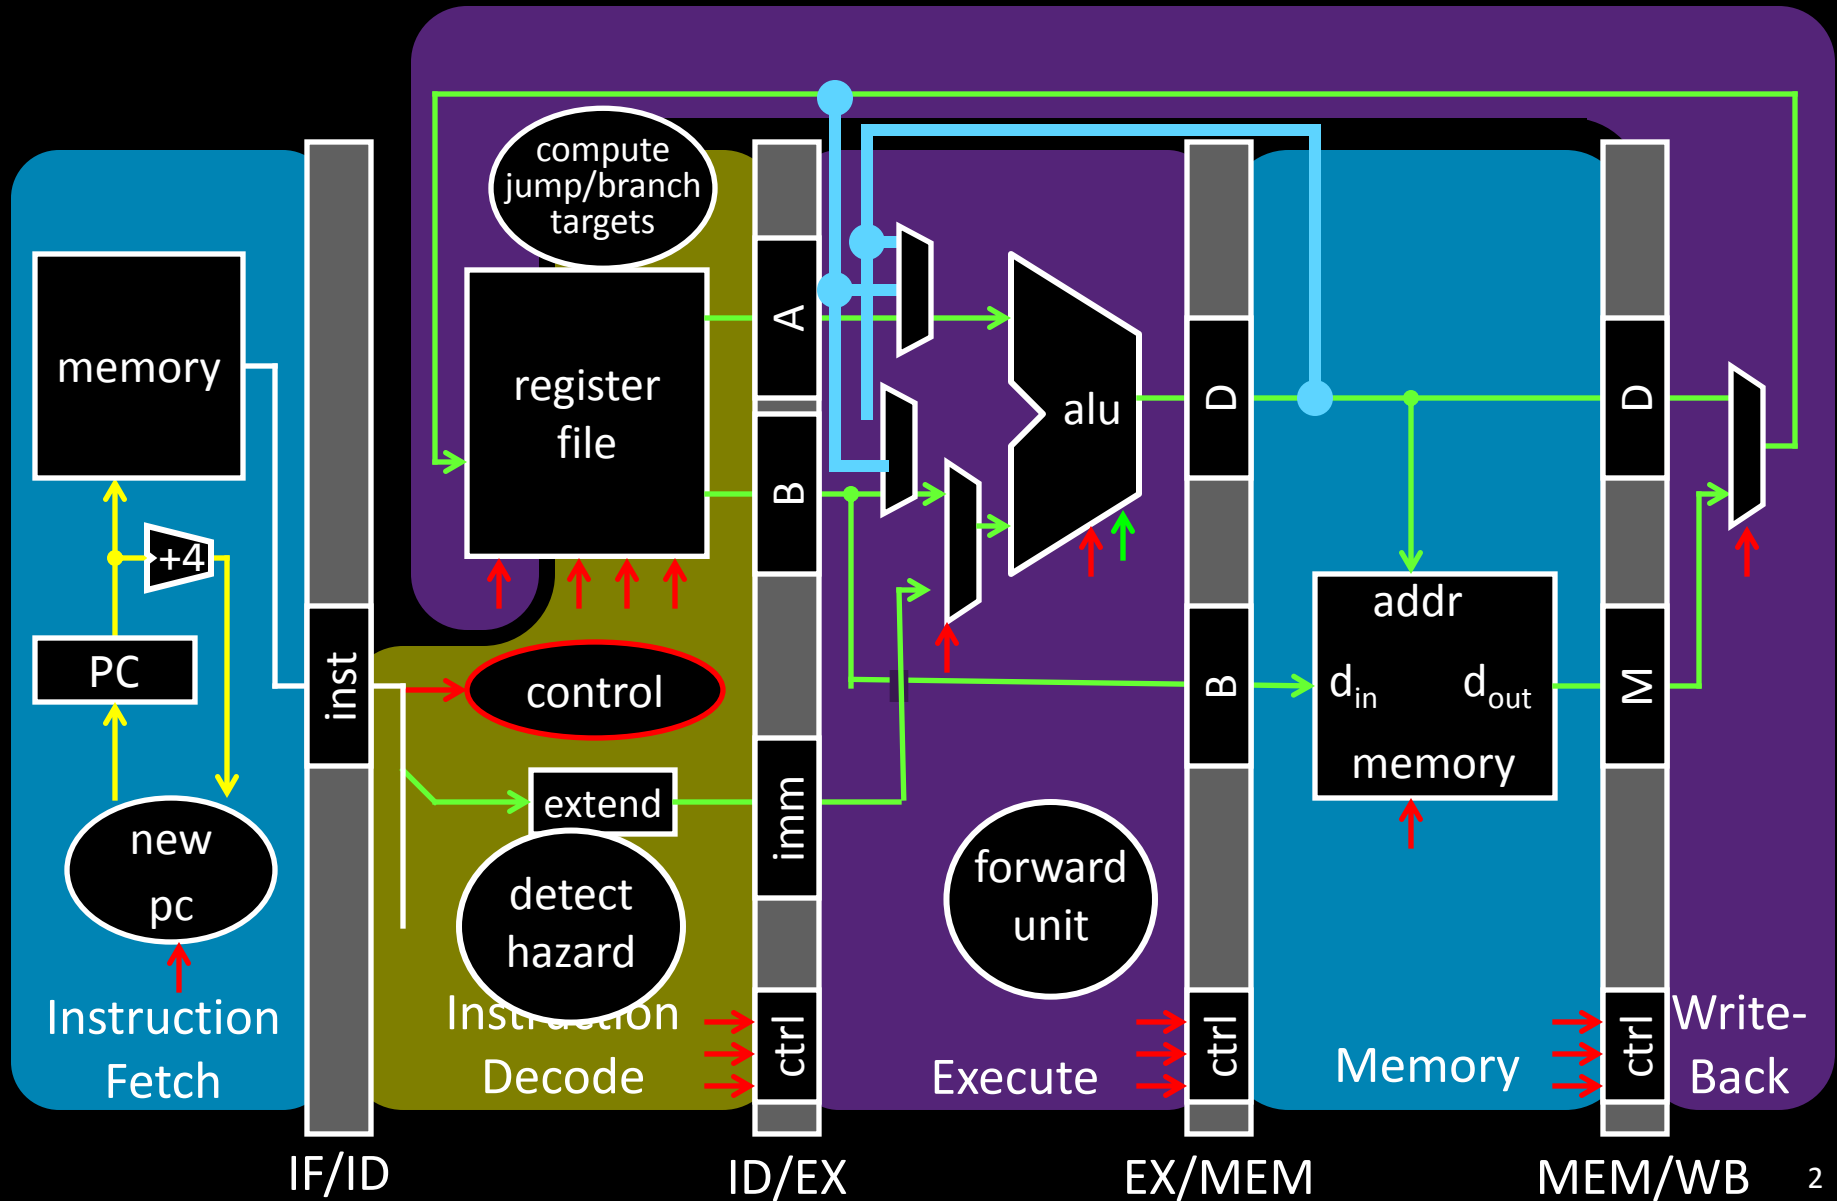 compute
jump/branch
targets
memory
+4
PC
new
pc
Instruction
Fetch
inst
register
file
control
extend
detect
hazard
Instruction
Decode
A
B
imm
ctrl
alu
forward
unit
Execute
D
B
ctrl
addr
din
dout
memory
Memory
D
M
ctrl
Write-
Back
IF/ID
ID/EX
EX/MEM
MEM/WB
2